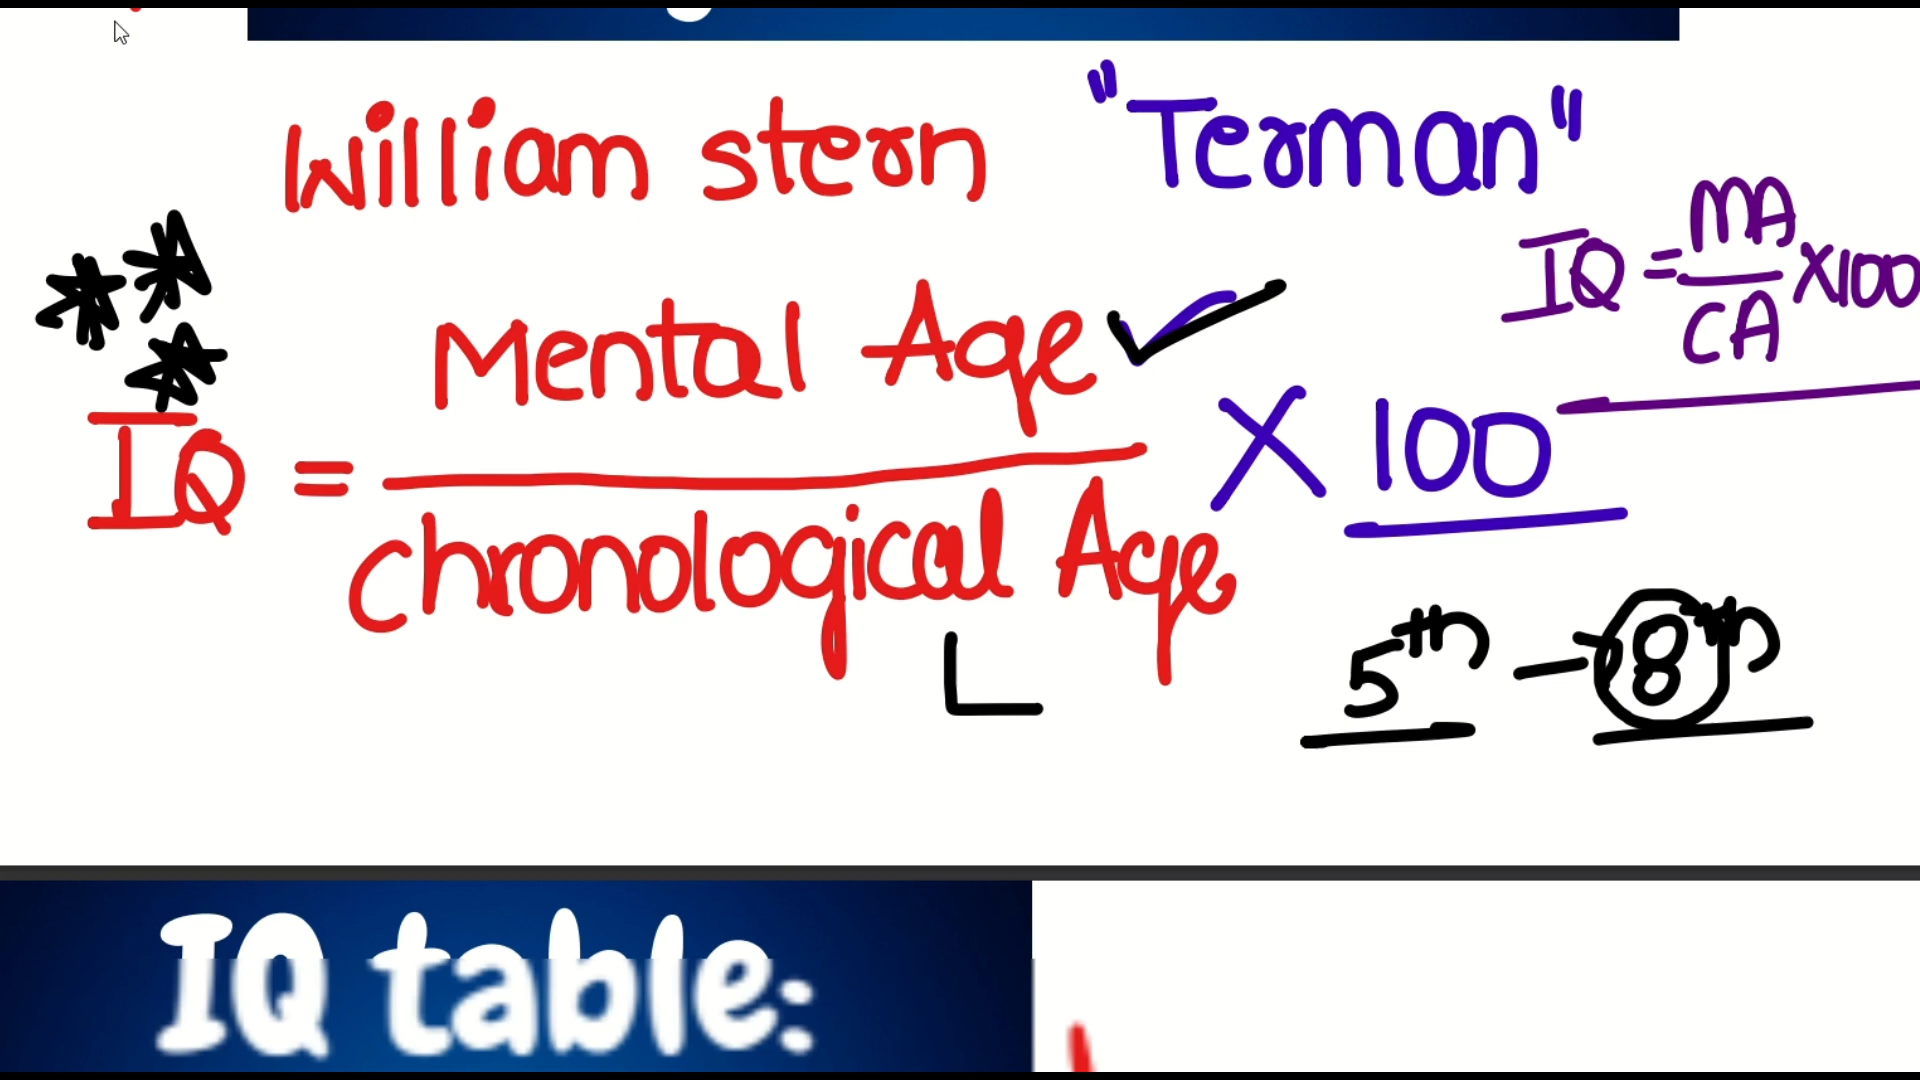 William stern "Terman"
IQ = MA/CA X100
IQ = Mental Age / Chronological Age X 100
5th - 8th
IQ table: